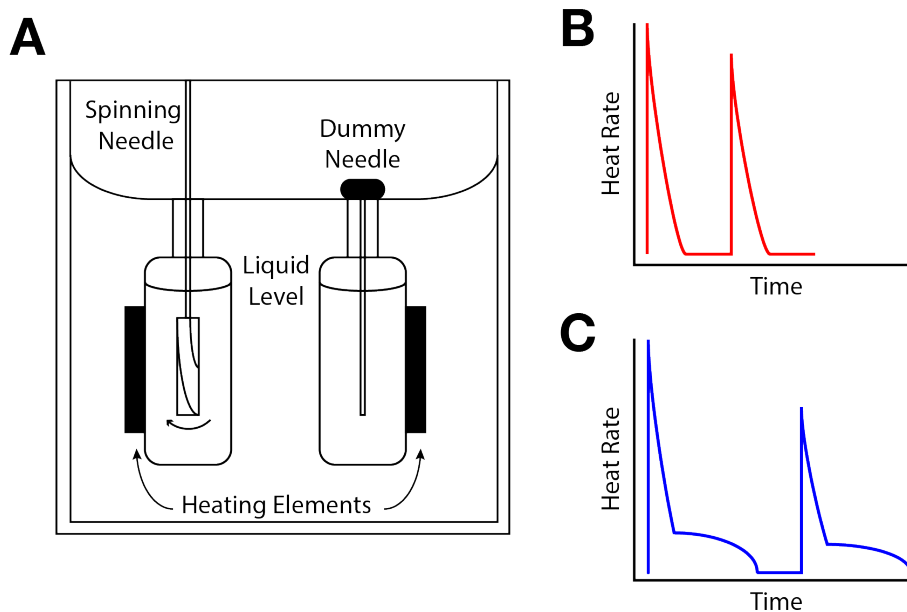 A
Spinning
Needle
Dummy
Needle
Liquid
Level
Heating Elements
B
Heat Rate
Time
C
Heat Rate
Time